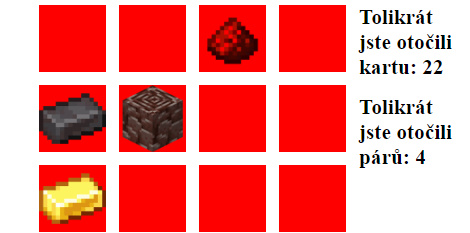 Tolikrát
jste otočili
kartu: 22
Tolikrát
jste otočili
párů: 4